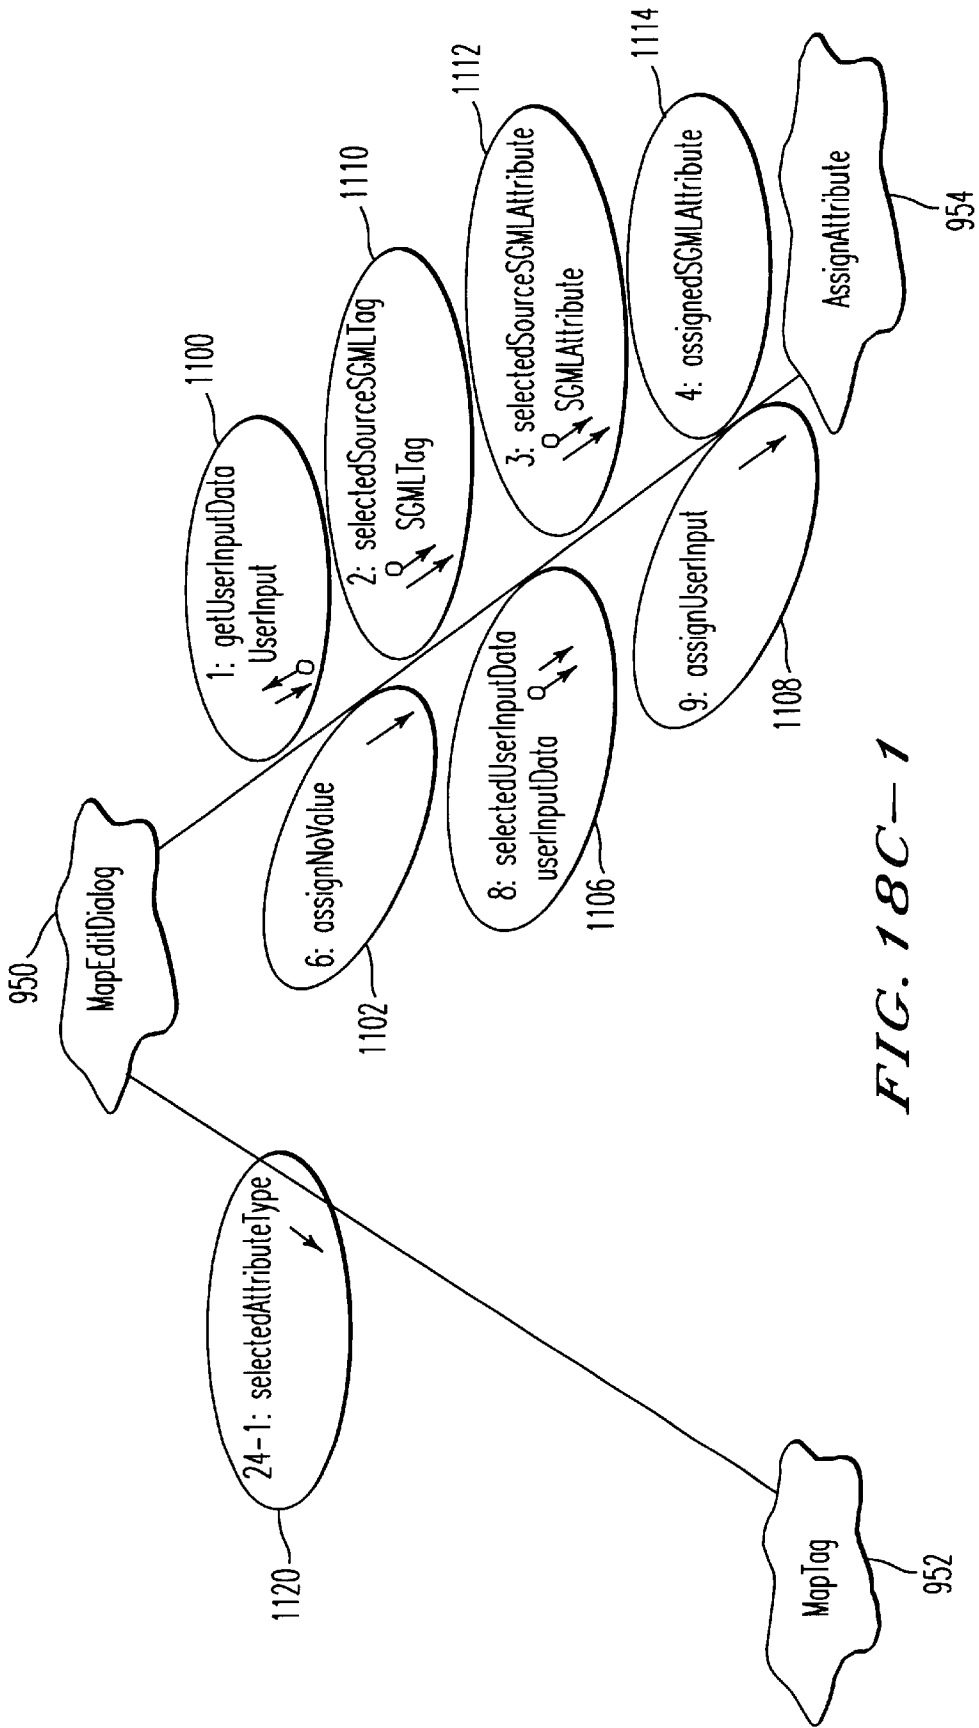 950
MapEditDialog
1100
1: getUserInputData
UserInput
1110
2: selectedSourceSGMLTag
SGMLTag
1112
3: selectedSourceSGMLAttribute
SGMLAttribute
1114
4: assignedSGMLAttribute
AssignAttribute
954
6: assignNoValue
1102
8: selectedUserInputData
userInputData
1106
9: assignUserInput
1108
24-1: selectedAttributeType
1120
MapTag
952
FIG. 18C-1